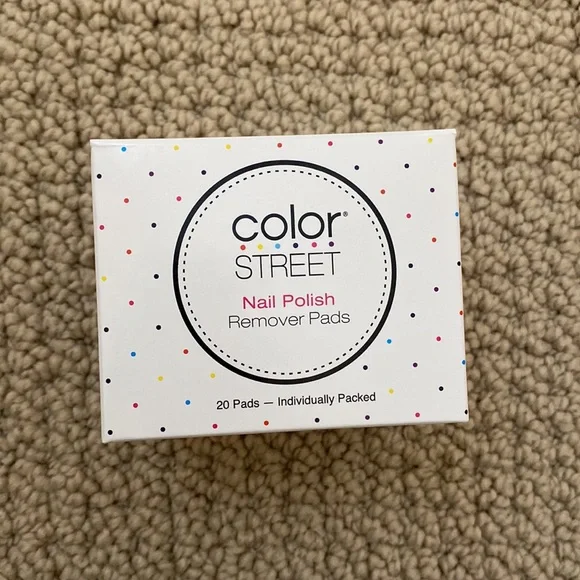 color®
STREET
Nail Polish
Remover Pads
20 Pads — Individually Packed